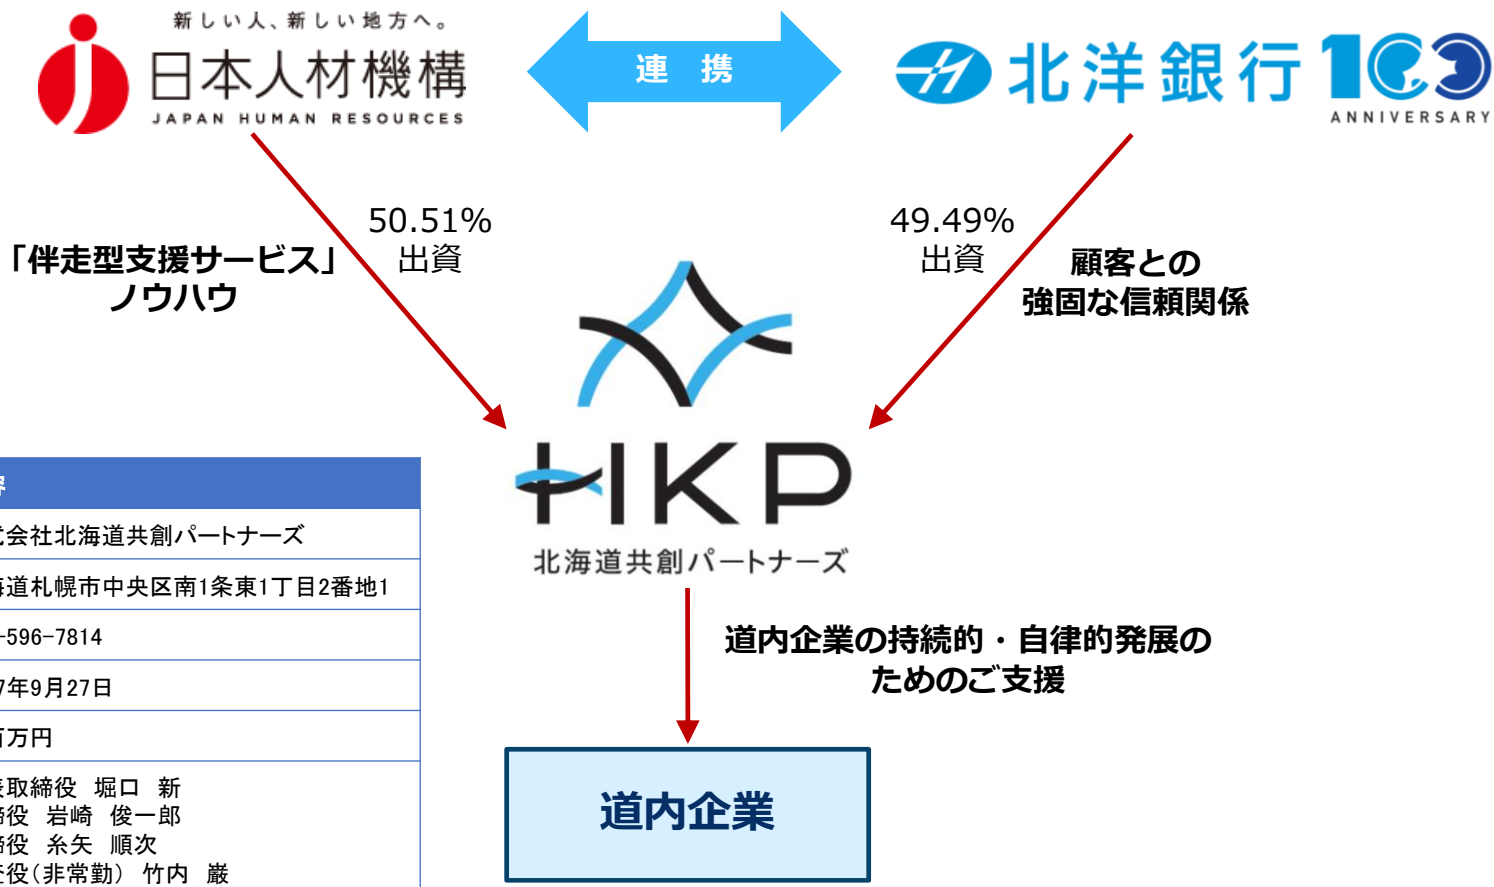 新しい人、新しい地方へ。
日本人材機構
JAPAN HUMAN RESOURCES
連 携
北洋銀行
100
ANNIVERSARY
50.51%
出資
「伴走型支援サービス」
ノウハウ
49.49%
出資
顧客との
強固な信頼関係
HKP
北海道共創パートナーズ
会社北海道共創パートナーズ
道札幌市中央区南1条東1丁目2番地1
-596-7814
7年9月27日
百万円
取締役 堀口 新
役 岩崎 俊一郎
役 糸矢 順次
役(非常勤) 竹内 巌
道内企業の持続的・自律的発展の
ためのご支援
道内企業